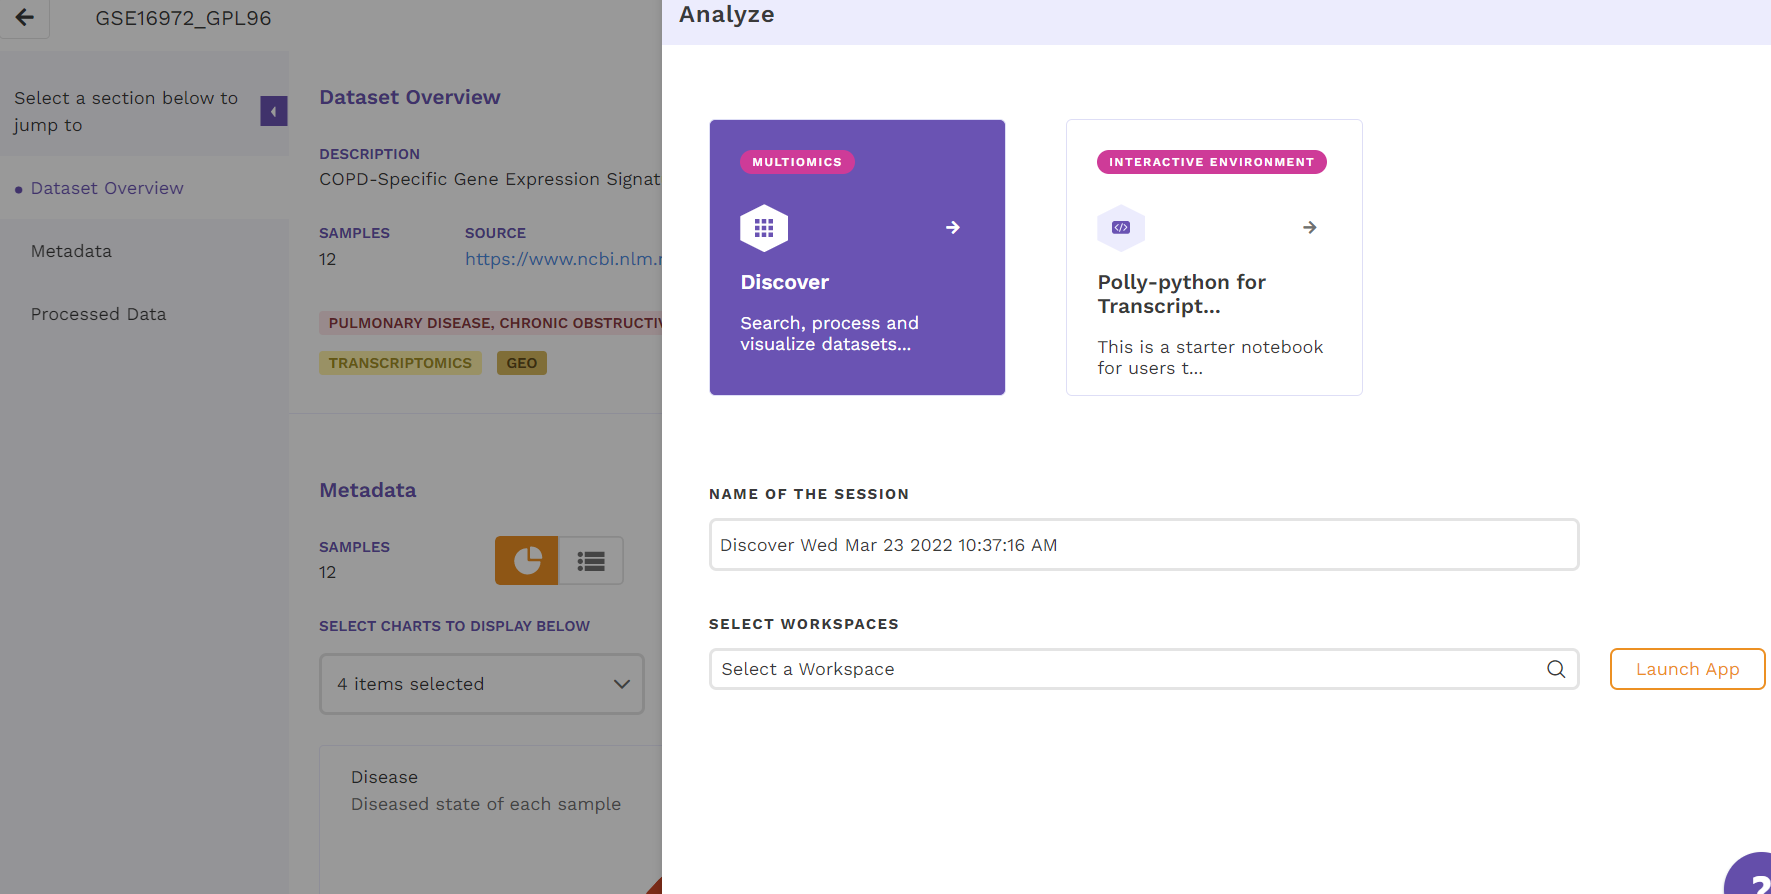 GSE16972_GPL96
Select a section below to
jump to
Dataset Overview
Metadata
Processed Data
Dataset Overview
DESCRIPTION
COPD-Specific Gene Expression Signat
SAMPLES
12
SOURCE
https://www.ncbi.nlm.
PULMONARY DISEASE, CHRONIC OBSTRUCTIV
TRANSCRIPTOMICS
GEO
Metadata
SAMPLES
12
SELECT CHARTS TO DISPLAY BELOW
4 items selected
Disease
Diseased state of each sample
Analyze
MULTIOMICS
Discover
Search, process and
visualize datasets...
INTERACTIVE ENVIRONMENT
</>
Polly-python for
Transcript...
This is a starter notebook
for users t...
NAME OF THE SESSION
Discover Wed Mar 23 2022 10:37:16 AM
SELECT WORKSPACES
Select a Workspace
Launch App
?